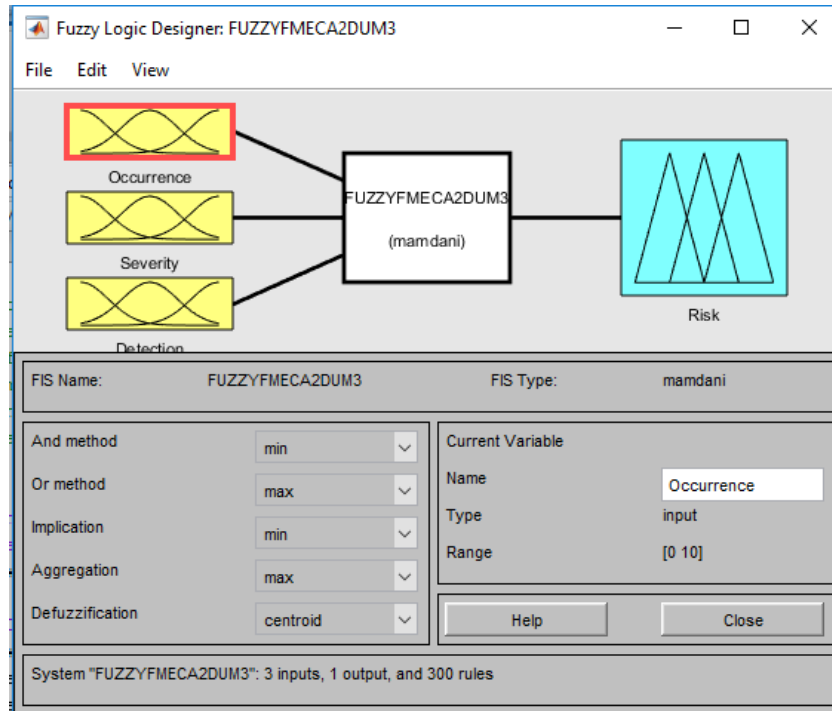 Fuzzy Logic Designer: FUZZYFMECA2DUM3
File Edit View
Occurrence
Severity
Detection
FUZZYFMECA2DUM3
(mamdani)
Risk
FIS Name: FUZZYFMECA2DUM3 FIS Type: mamdani
And method min
Or method max
Implication min
Aggregation max
Defuzzification centroid
Current Variable
Name Occurrence
Type input
Range [0 10]
Help Close
System "FUZZYFMECA2DUM3": 3 inputs, 1 output, and 300 rules